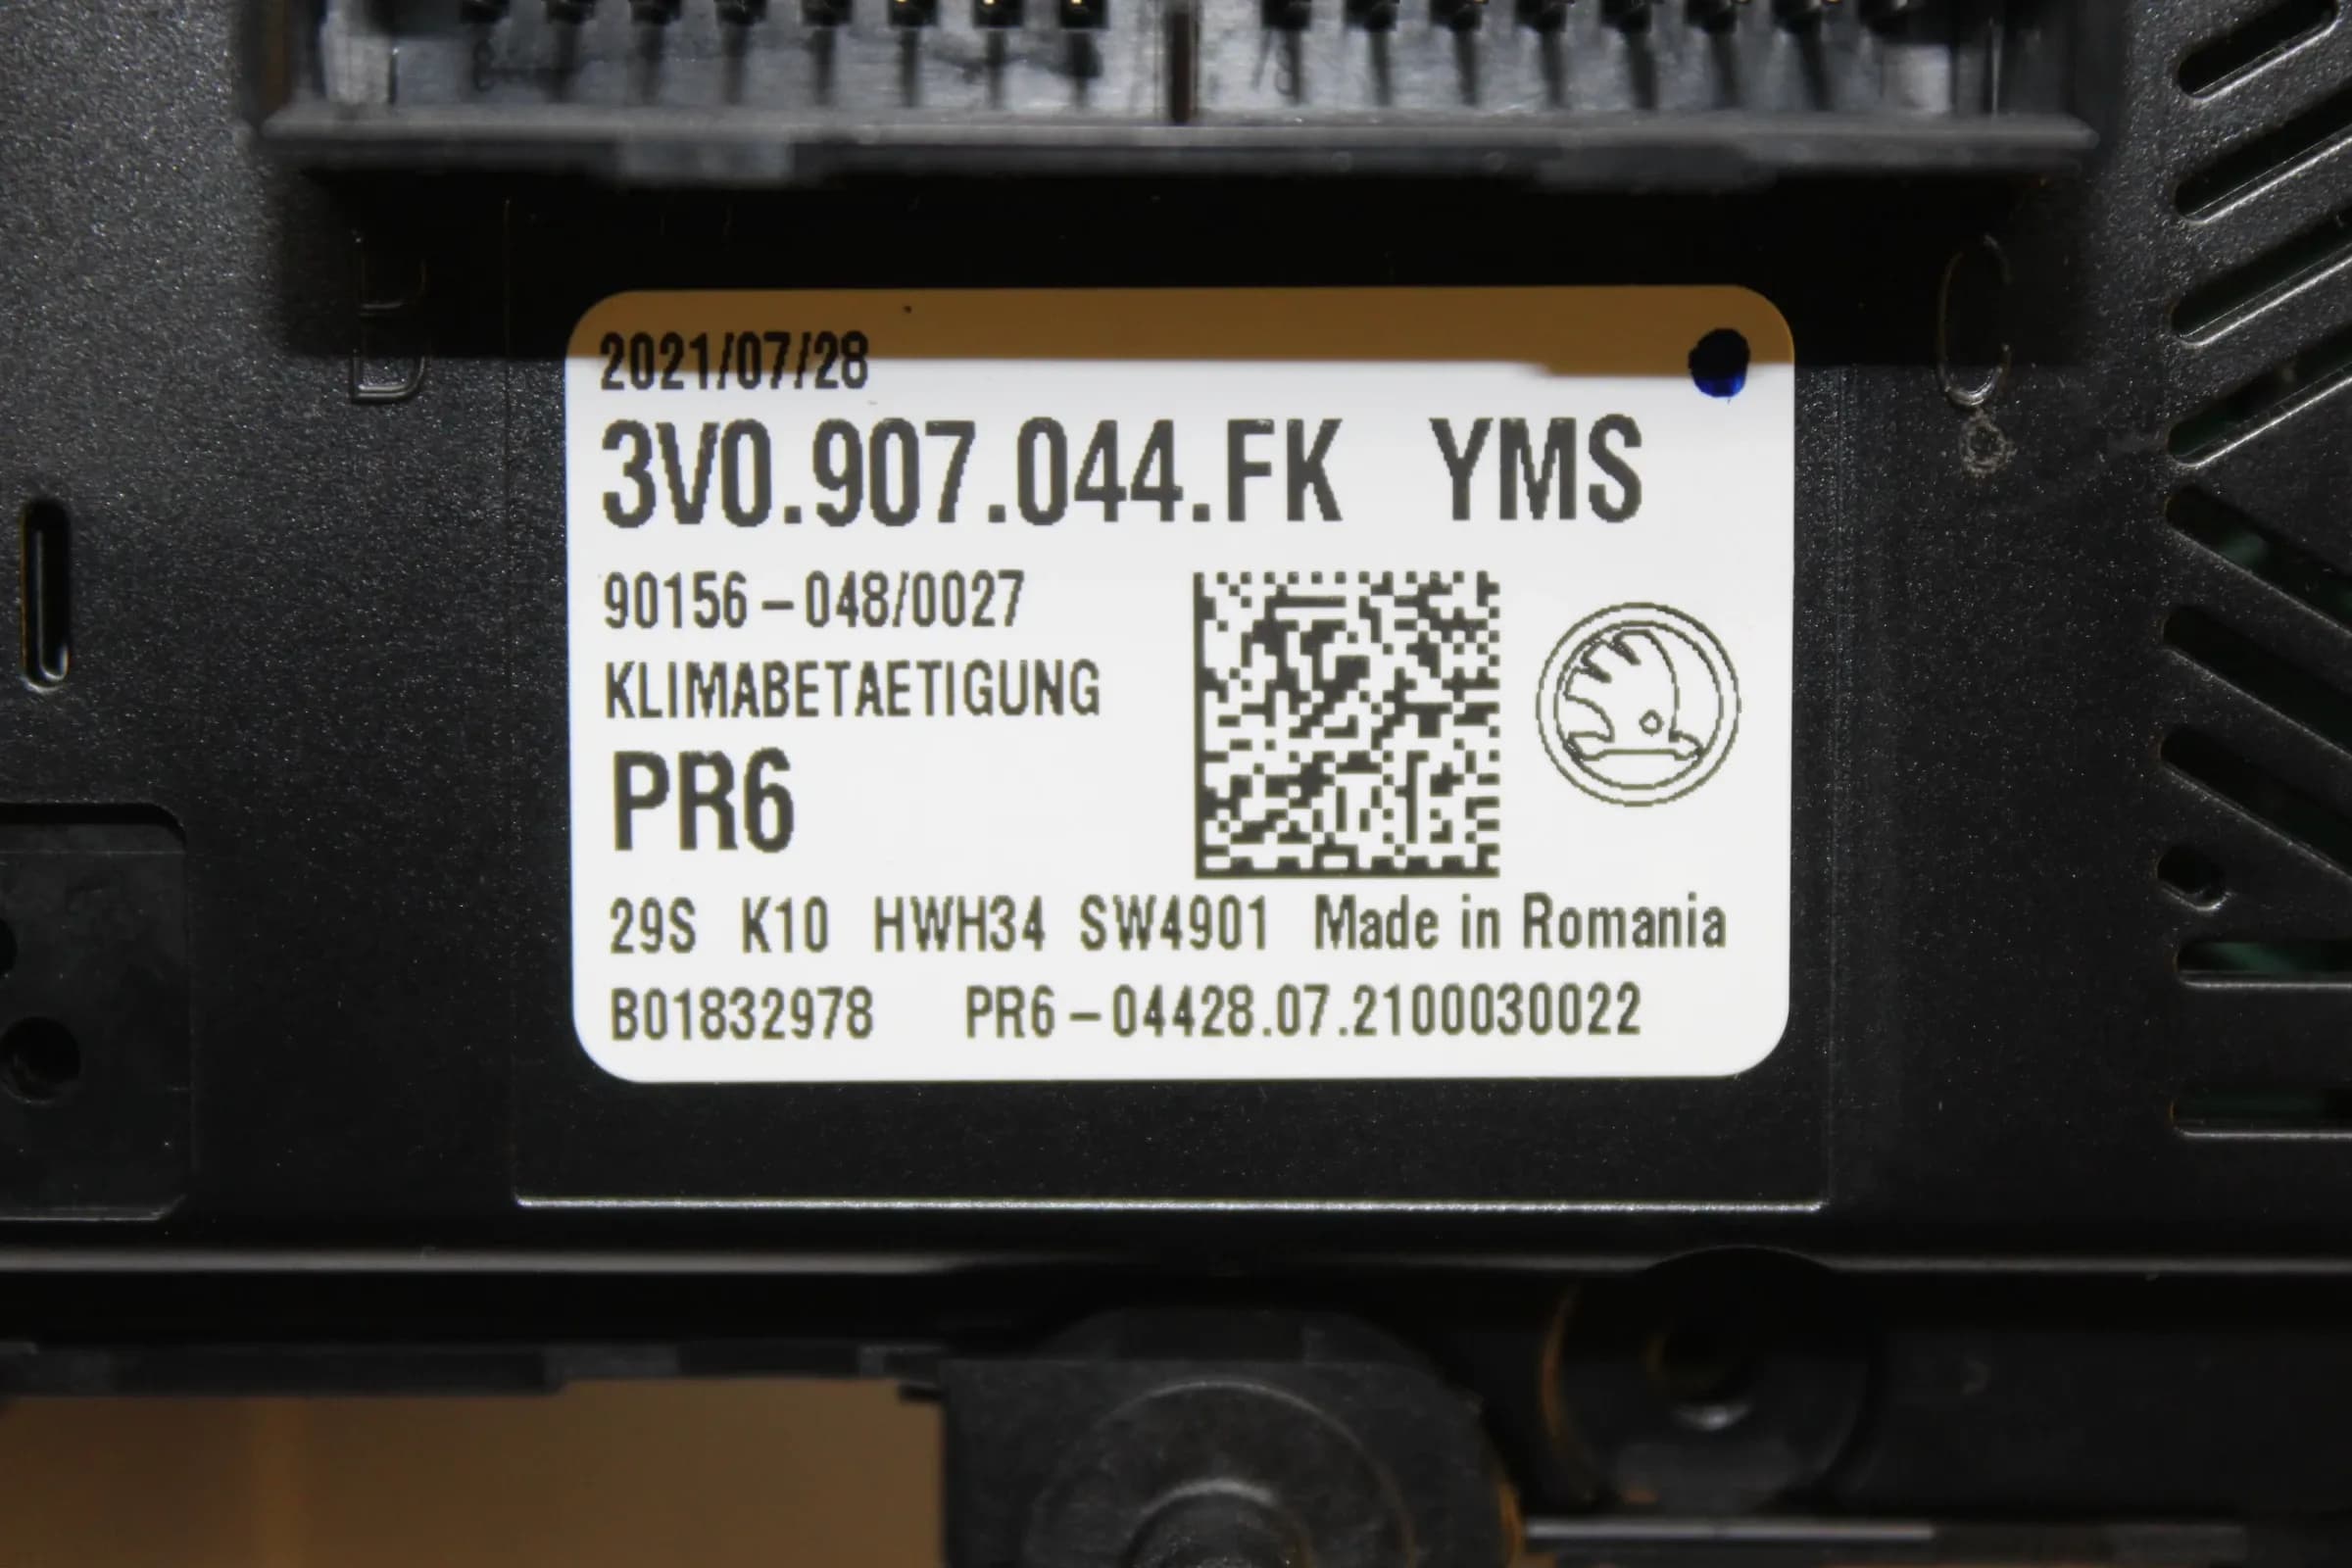 2021/07/28
3V0.907.044.FK YMS
90156-048/0027
KLIMABETAETIGUNG
PR6
29S K10 HWH34 SW4901 Made in Romania
B01832978 PR6-04428.07.2100030022